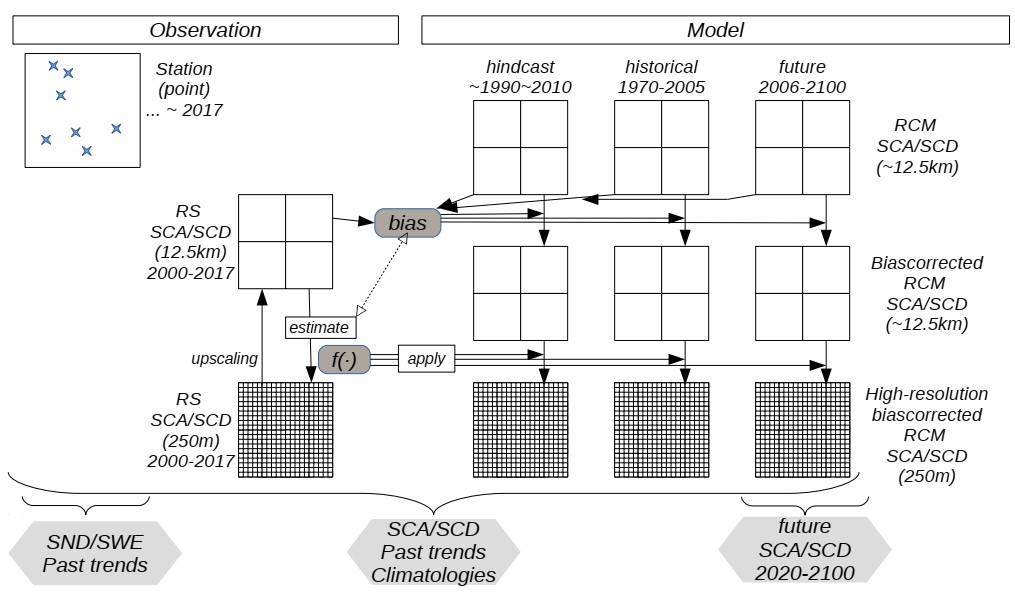 Observation
Model
Station
(point)
... ~ 2017
hindcast
~1990~2010
historical
1970-2005
future
2006-2100
RCM
SCA/SCD
(~12.5km)
RS
SCA/SCD
(12.5km)
2000-2017
bias
Biascorrected
RCM
SCA/SCD
(~12.5km)
estimate
upscaling
f(·)
apply
RS
SCA/SCD
(250m)
2000-2017
High-resolution
biascorrected
RCM
SCA/SCD
(250m)
SND/SWE
Past trends
SCA/SCD
Past trends
Climatologies
future
SCA/SCD
2020-2100